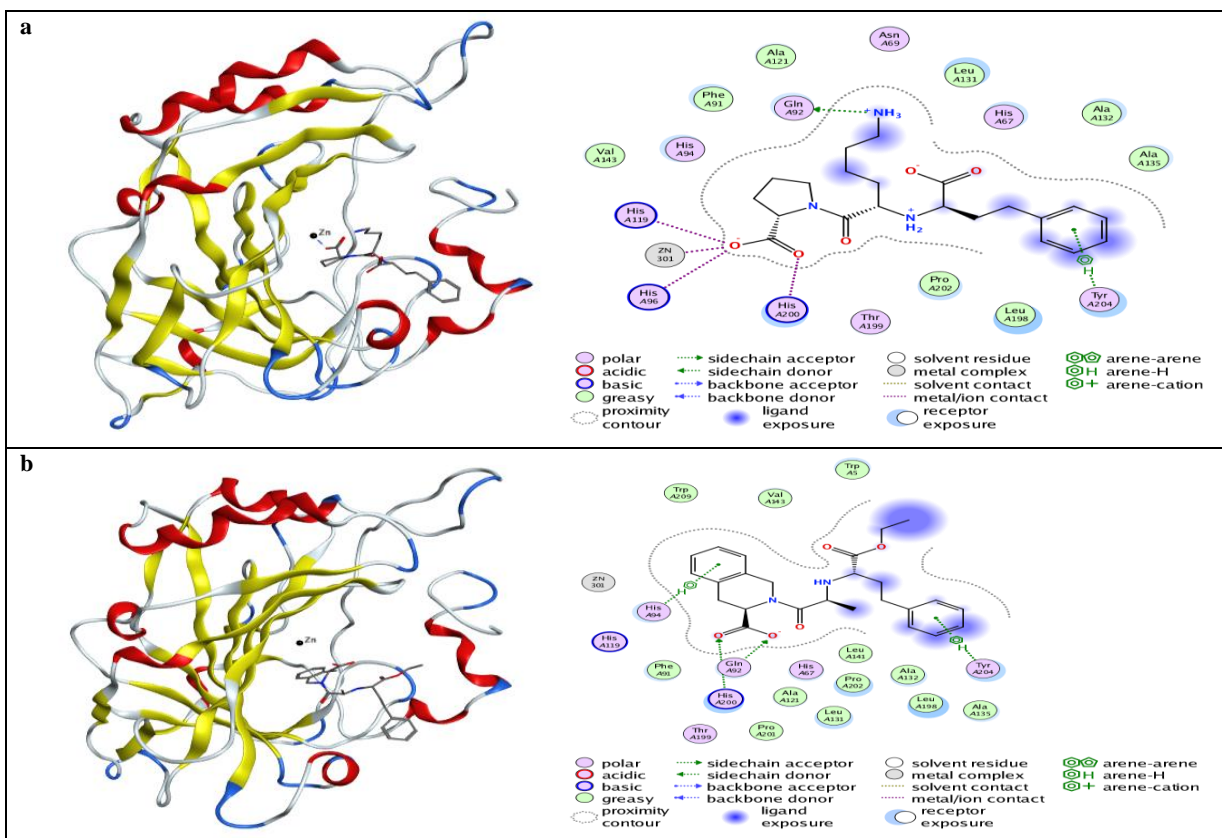 a
Zn
Asn
A69
Ala
A121
Leu
A131
Phe
A91
Gln
A92
+
NH3
His
A67
Ala
A132
Val
A143
His
A94
Ala
A135
O-
O
His
A119
N
N+
H2
ZN
301
O-
O
O
H
His
A96
His
A200
Pro
A202
Tyr
A204
Thr
A199
Leu
A198
polar
acidic
basic
greasy
proximity
contour
sidechain acceptor
sidechain donor
backbone acceptor
backbone donor
ligand
exposure
solvent residue
metal complex
solvent contact
metal/ion contact
receptor
exposure
arene-arene
H arene-H
+ arene-cation
b
Zn
Trp
A5
Trp
A209
Val
A143
O
O
ZN
301
HN
H
N
His
A94
O
O-
O
H
His
A119
Leu
A141
Tyr
A204
Phe
A91
Gln
A92
His
A67
Pro
A202
Ala
A132
His
A200
Ala
A121
Leu
A131
Leu
A198
Ala
A135
Thr
A199
Pro
A201
polar
acidic
basic
greasy
proximity
contour
sidechain acceptor
sidechain donor
backbone acceptor
backbone donor
ligand
exposure
solvent residue
metal complex
solvent contact
metal/ion contact
receptor
exposure
arene-arene
H arene-H
+ arene-cation